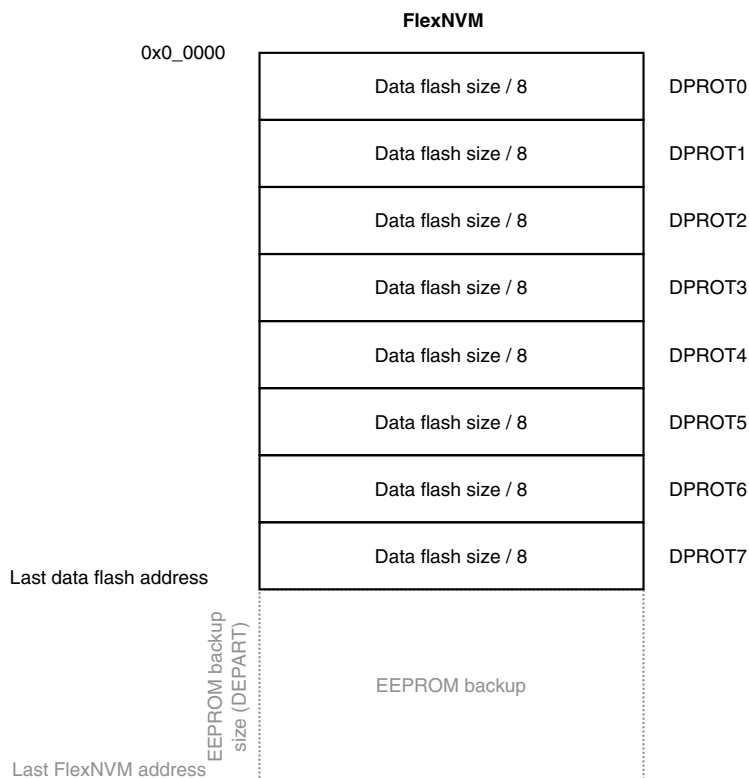 FlexNVM
0x0_0000
Data flash size / 8 DPROT0
Data flash size / 8 DPROT1
Data flash size / 8 DPROT2
Data flash size / 8 DPROT3
Data flash size / 8 DPROT4
Data flash size / 8 DPROT5
Data flash size / 8 DPROT6
Data flash size / 8 DPROT7
Last data flash address
EEPROM backup
size (DEPART)
EEPROM backup
Last FlexNVM address